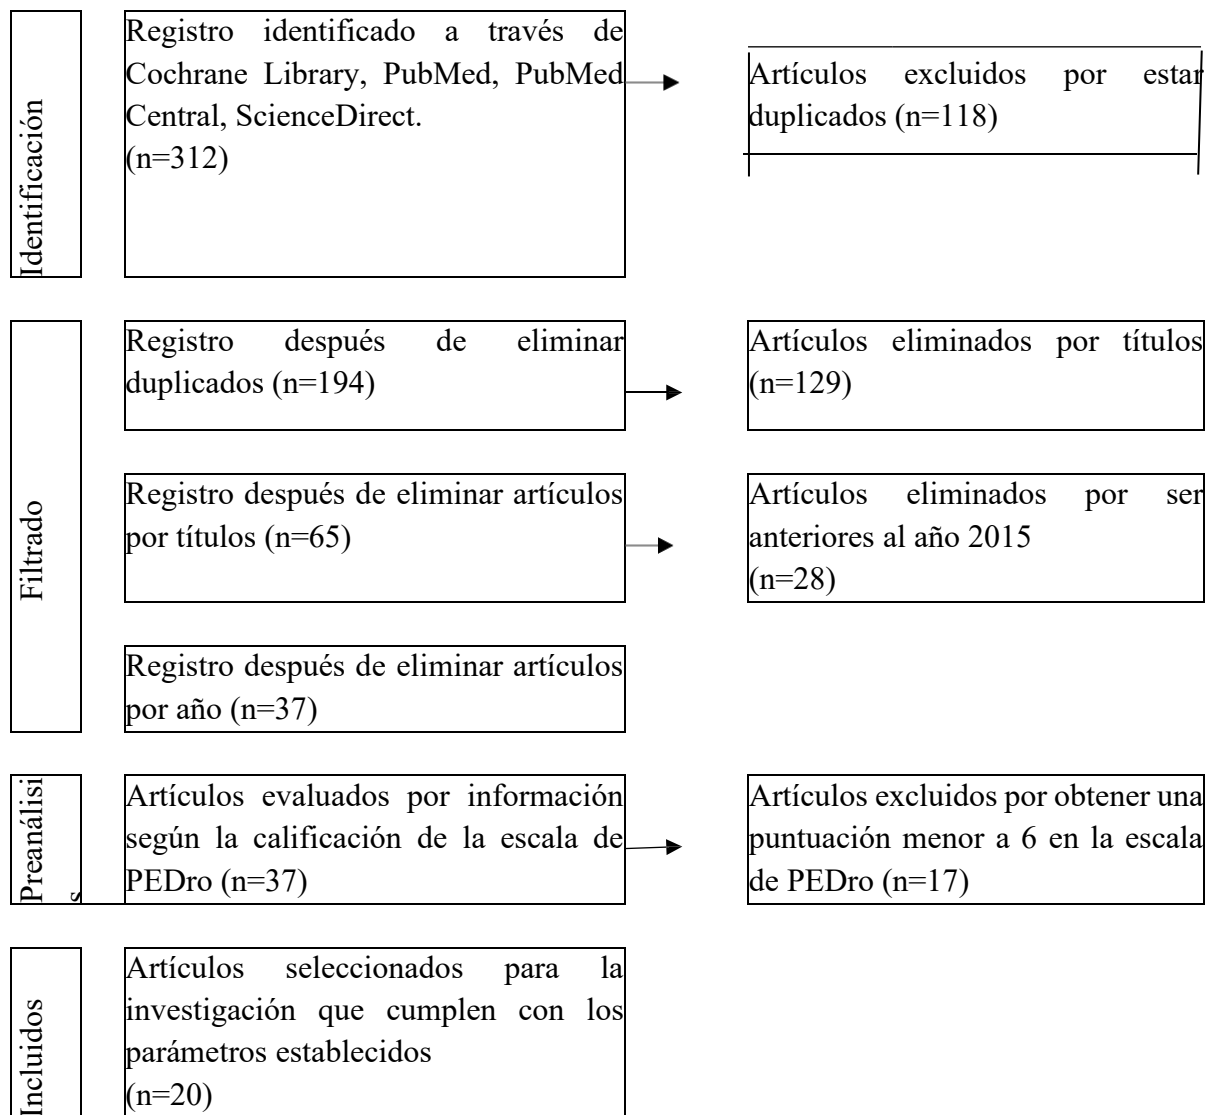 Identificación
Registro identificado a través de
Cochrane Library, PubMed, PubMed
Central, ScienceDirect.
(n=312)
Artículos excluidos por estar
duplicados (n=118)
Filtrado
Registro después de eliminar
duplicados (n=194)
Artículos eliminados por títulos
(n=129)
Registro después de eliminar artículos
por títulos (n=65)
Artículos eliminados por ser
anteriores al año 2015
(n=28)
Registro después de eliminar artículos
por año (n=37)
Preanálisi
s
Artículos evaluados por información
según la calificación de la escala de
PEDro (n=37)
Artículos excluidos por obtener una
puntuación menor a 6 en la escala
de PEDro (n=17)
Incluidos
Artículos seleccionados para la
investigación que cumplen con los
parámetros establecidos
(n=20)